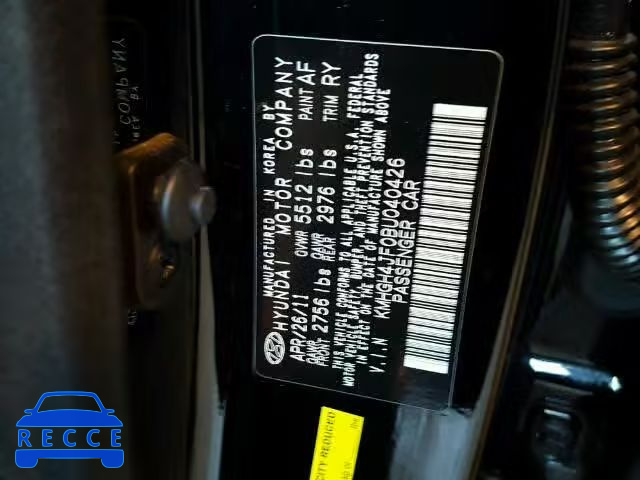 MANUFACTURED IN KOREA BY
HYUNDAI MOTOR COMPANY
APR/26/11 GVWR 5512 lbs PAINT AF
GAWR FRONT 2756 lbs GAWR REAR 2976 lbs TRIM RY
THIS VEHICLE CONFORMS TO ALL APPLICABLE U.S.A. FEDERAL
MOTOR VEHICLE SAFETY, BUMPER, AND THEFT PREVENTION STANDARDS
IN EFFECT ON THE DATE OF MANUFACTURE SHOWN ABOVE
V.I.N KMHGH4JF0BU040426
PASSENGER CAR
CITY REDUCED
RECCE